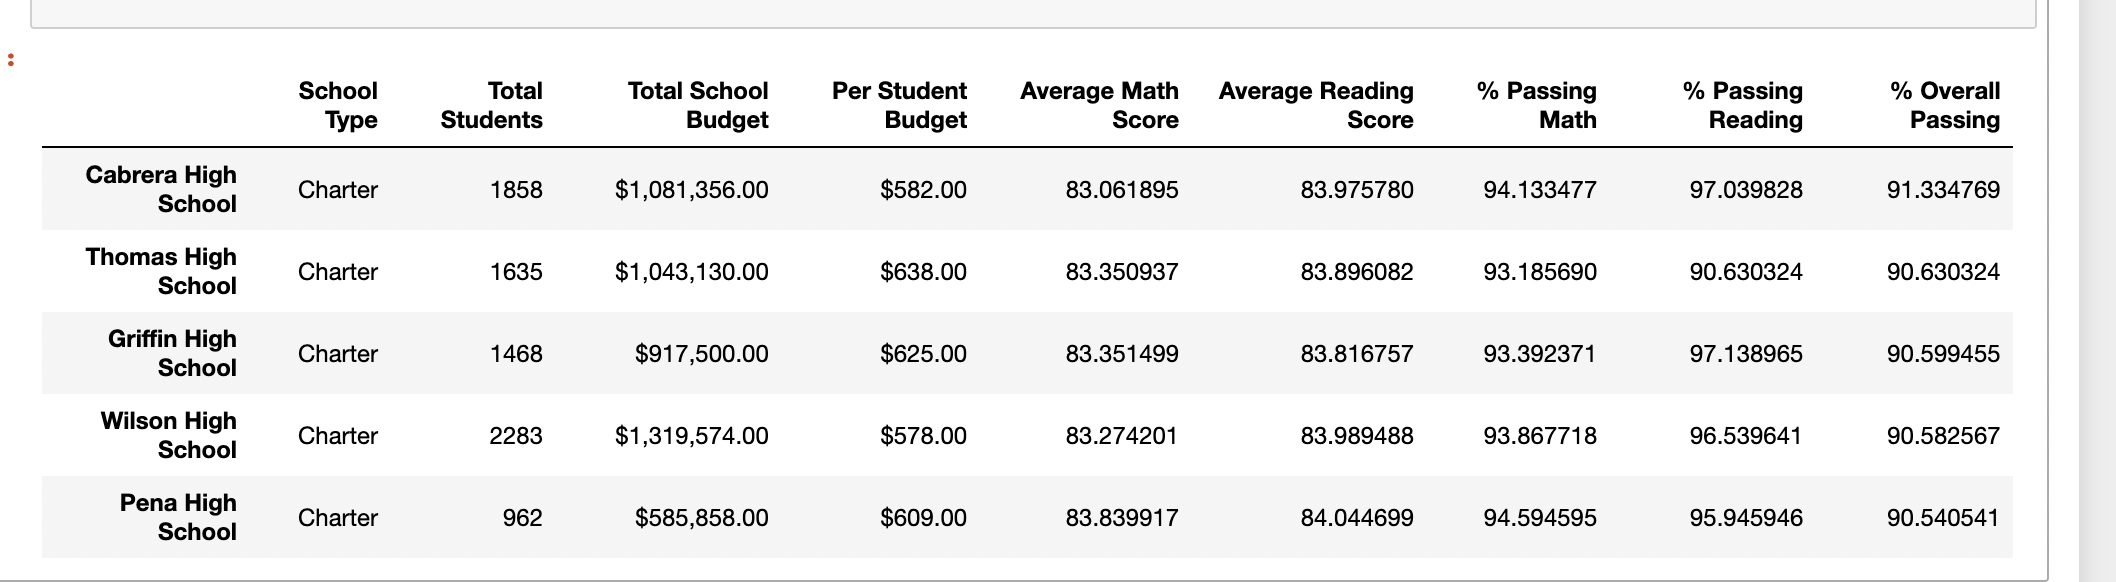 School Type	Total Students	Total School Budget	Per Student Budget	Average Math Score	Average Reading Score	% Passing Math	% Passing Reading	% Overall Passing
Cabrera High School	Charter	1858	$1,081,356.00	$582.00	83.061895	83.975780	94.133477	97.039828	91.334769
Thomas High School	Charter	1635	$1,043,130.00	$638.00	83.350937	83.896082	93.185690	90.630324	90.630324
Griffin High School	Charter	1468	$917,500.00	$625.00	83.351499	83.816757	93.392371	97.138965	90.599455
Wilson High School	Charter	2283	$1,319,574.00	$578.00	83.274201	83.989488	93.867718	96.539641	90.582567
Pena High School	Charter	962	$585,858.00	$609.00	83.839917	84.044699	94.594595	95.945946	90.540541